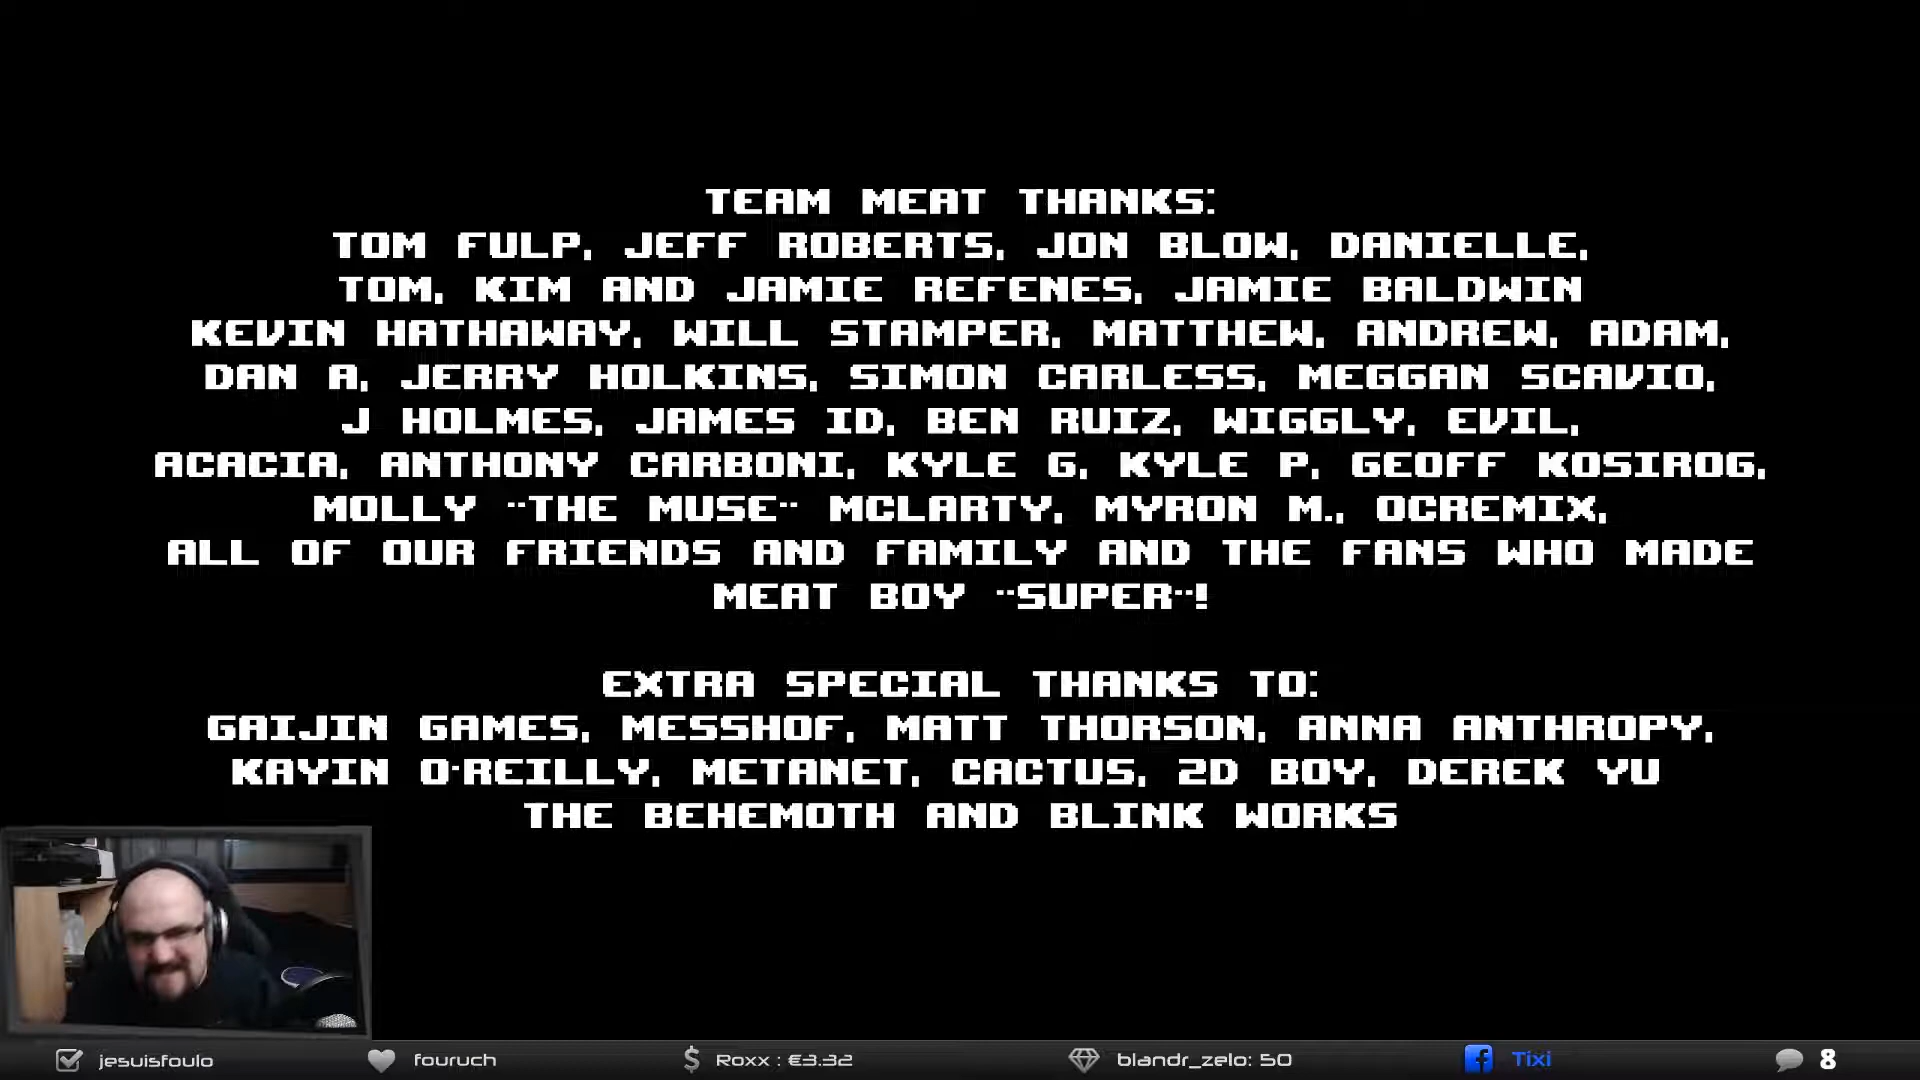 TEAM MEAT THANKS:
TOM FULP, JEFF ROBERTS, JON BLOW, DANIELLE,
TOM, KIM AND JAMIE REFENES, JAMIE BALDWIN
KEVIN HATHAWAY, WILL STAMPER, MATTHEW, ANDREW, ADAM,
DAN A, JERRY HOLKINS, SIMON CARLESS, MEGGAN SCAVIO,
J HOLMES, JAMES ID, BEN RUIZ, WIGGLY, EVIL,
ACACIA, ANTHONY CARBONI, KYLE G, KYLE P, GEOFF KOSIROG,
MOLLY "THE MUSE" MCLARTY, MYRON M., OCREMIX,
ALL OF OUR FRIENDS AND FAMILY AND THE FANS WHO MADE
MEAT BOY "SUPER"!
EXTRA SPECIAL THANKS TO:
GAIJIN GAMES, MESSHOF, MATT THORSON, ANNA ANTHROPY,
KAYIN O'REILLY, METANET, CACTUS, 2D BOY, DEREK YU
THE BEHEMOTH AND BLINK WORKS
jesuisfoulo fouruch $ Roxx : €3.32 blandr_zelo: 50 Tixi 8